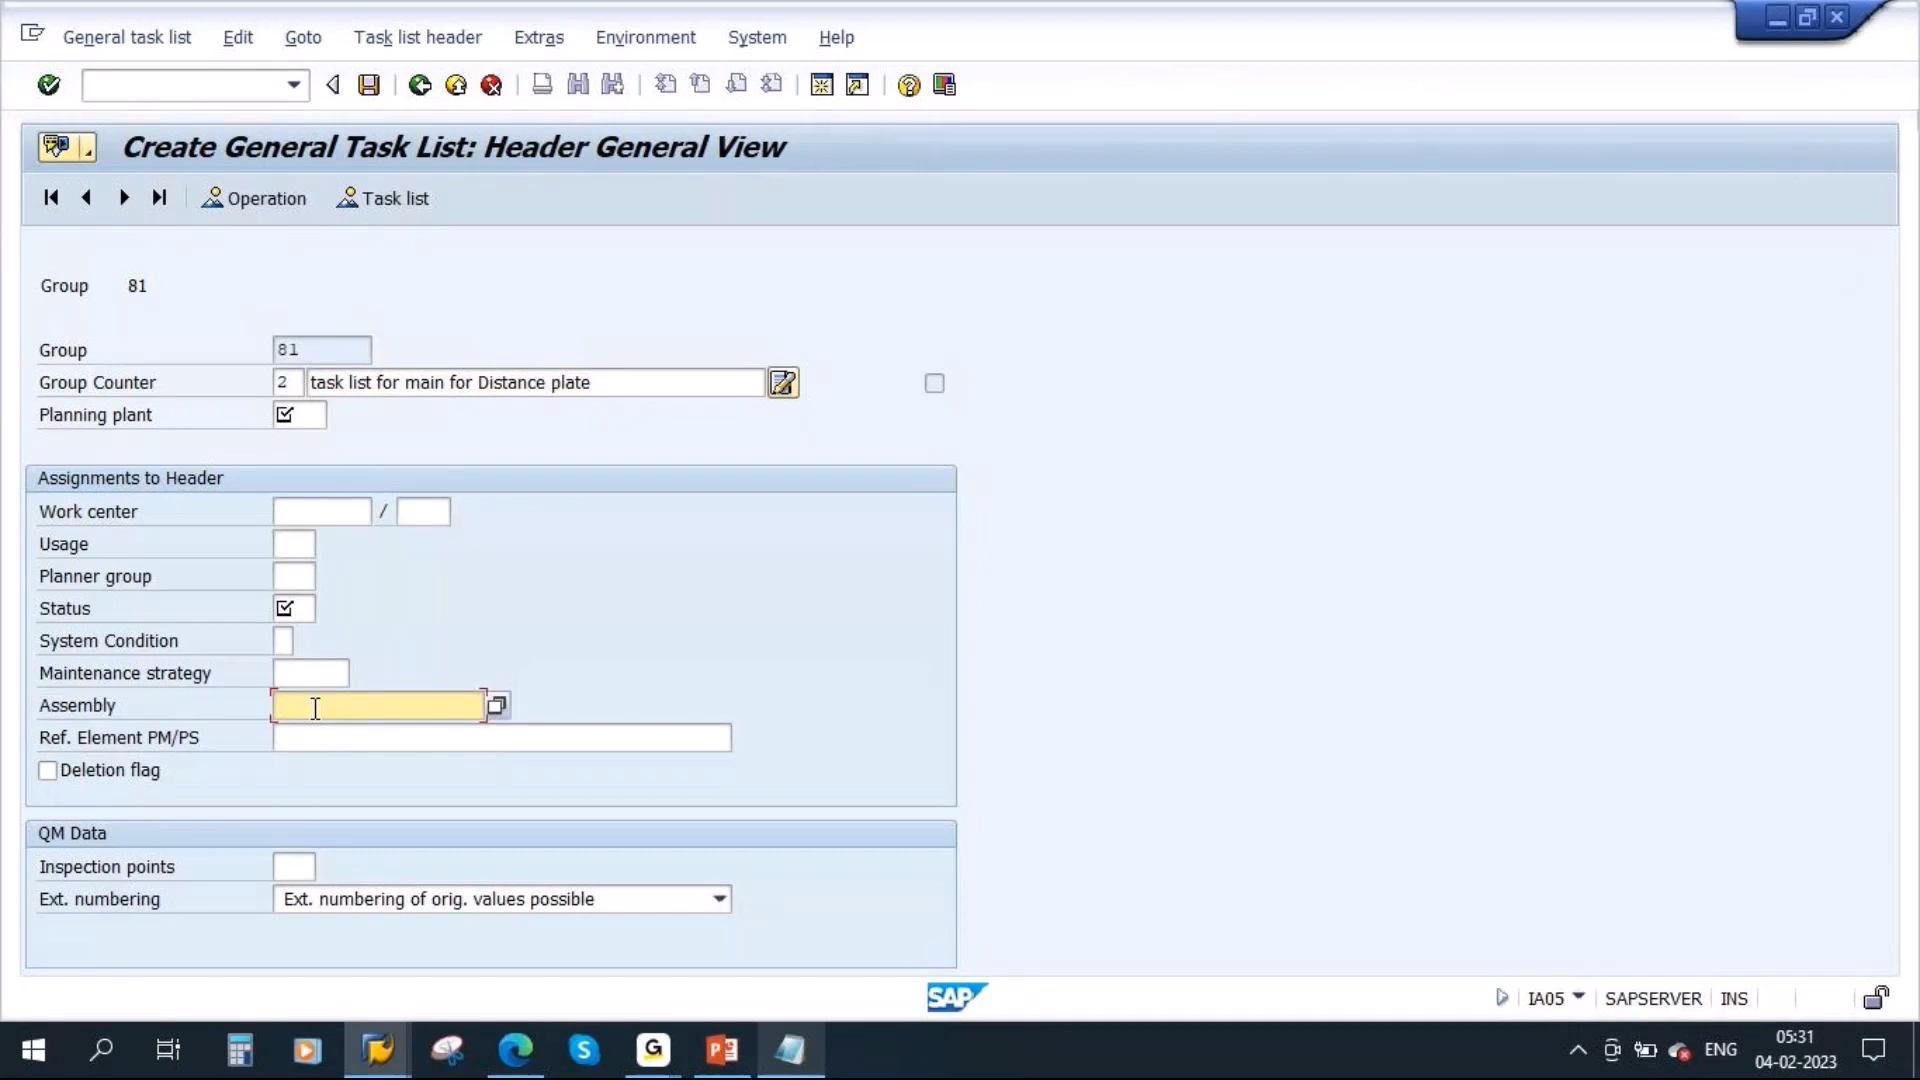 General task list Edit Goto Task list header Extras Environment System Help
Create General Task List: Header General View
Operation Task list
Group 81
Group 81
Group Counter 2 task list for main for Distance plate
Planning plant
Assignments to Header
Work center /
Usage
Planner group
Status
System Condition
Maintenance strategy
Assembly
Ref. Element PM/PS
Deletion flag
QM Data
Inspection points
Ext. numbering Ext. numbering of orig. values possible
SAP
IA05 SAPSERVER INS
ENG
05:31
04-02-2023